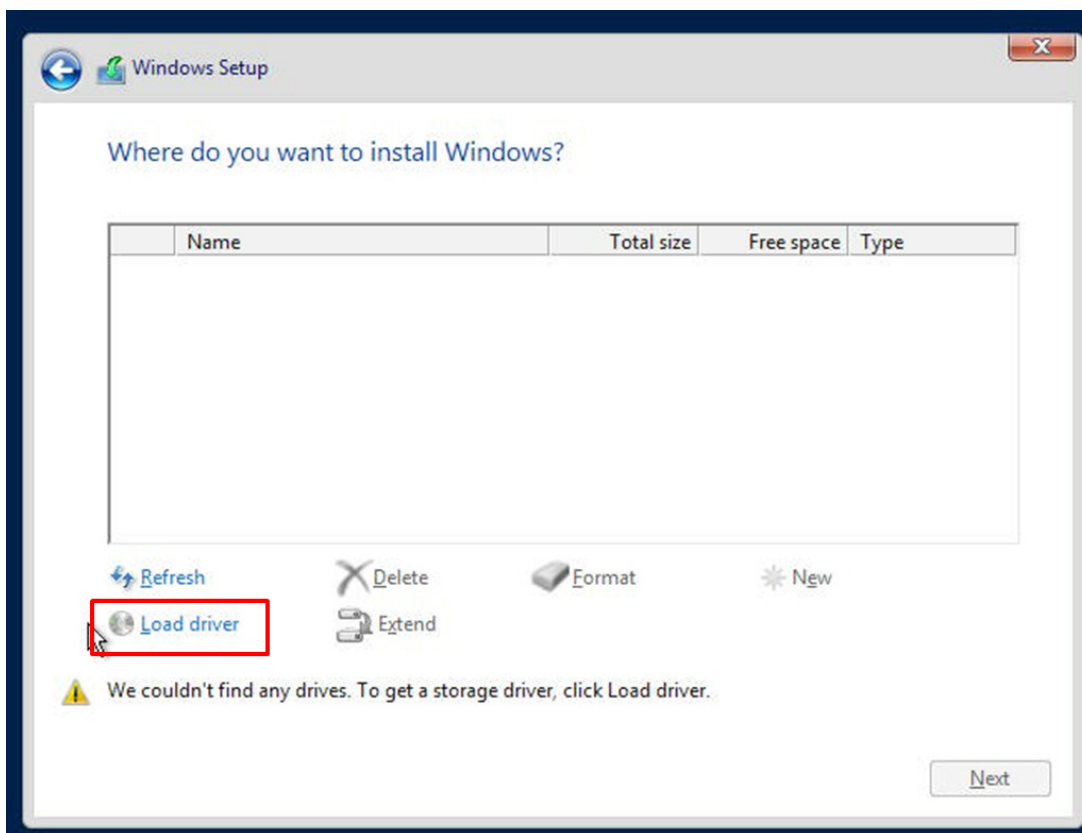 Windows Setup
Where do you want to install Windows?
Name Total size Free space Type
Refresh Delete Format New
Load driver Extend
We couldn't find any drives. To get a storage driver, click Load driver.
Next